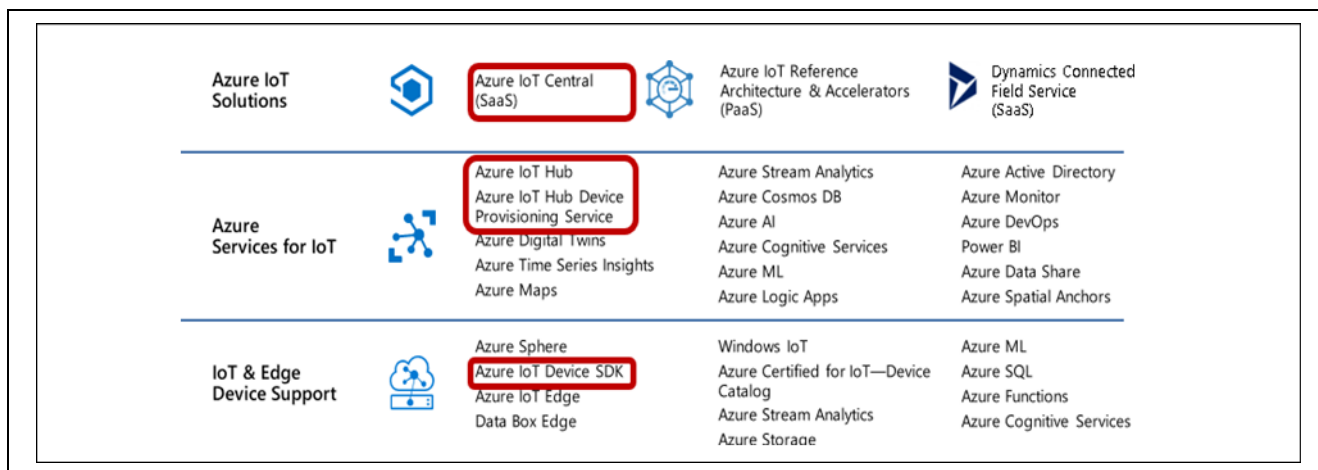 Azure IoT
Solutions
Azure IoT Central
(SaaS)
Azure IoT Reference
Architecture & Accelerators
(PaaS)
Dynamics Connected
Field Service
(SaaS)
Azure
Services for IoT
Azure IoT Hub
Azure IoT Hub Device
Provisioning Service
Azure Digital Twins
Azure Time Series Insights
Azure Maps
Azure Stream Analytics
Azure Cosmos DB
Azure AI
Azure Cognitive Services
Azure ML
Azure Logic Apps
Azure Active Directory
Azure Monitor
Azure DevOps
Power BI
Azure Data Share
Azure Spatial Anchors
IoT & Edge
Device Support
Azure Sphere
Azure IoT Device SDK
Azure IoT Edge
Data Box Edge
Windows IoT
Azure Certified for IoT—Device
Catalog
Azure Stream Analytics
Azure Storage
Azure ML
Azure SQL
Azure Functions
Azure Cognitive Services